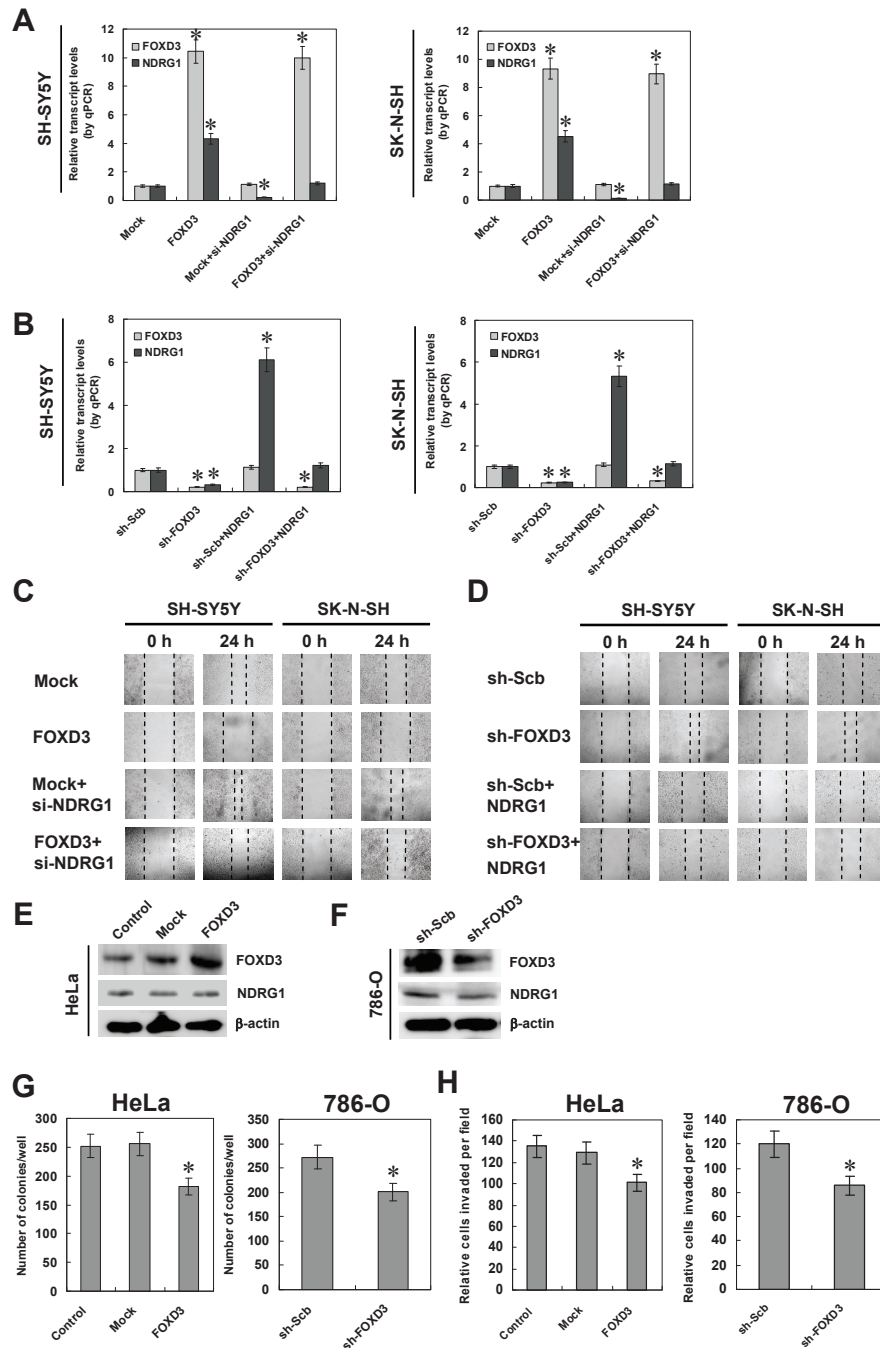 A
SH-SY5Y
Relative transcript levels
(by qPCR)
12
10
8
6
4
2
0
FOXD3
NDRG1
*
*
*
*
Mock
FOXD3
Mock+si-NDRG1
FOXD3+si-NDRG1
SK-N-SH
Relative transcript levels
(by qPCR)
12
10
8
6
4
2
0
FOXD3
NDRG1
*
*
*
*
Mock
FOXD3
Mock+si-NDRG1
FOXD3+si-NDRG1
B
SH-SY5Y
Relative transcript levels
(by qPCR)
8
6
4
2
0
FOXD3
NDRG1
* *
*
*
sh-Scb
sh-FOXD3
sh-Scb+NDRG1
sh-FOXD3+NDRG1
SK-N-SH
Relative transcript levels
(by qPCR)
8
6
4
2
0
FOXD3
NDRG1
* *
*
*
sh-Scb
sh-FOXD3
sh-Scb+NDRG1
sh-FOXD3+NDRG1
C
SH-SY5Y SK-N-SH
0 h 24 h 0 h 24 h
Mock
FOXD3
Mock+
si-NDRG1
FOXD3+
si-NDRG1
D
SH-SY5Y SK-N-SH
0 h 24 h 0 h 24 h
sh-Scb
sh-FOXD3
sh-Scb+
NDRG1
sh-FOXD3+
NDRG1
E
HeLa
Control Mock FOXD3
FOXD3
NDRG1
β-actin
F
786-O
sh-Scb sh-FOXD3
FOXD3
NDRG1
β-actin
G
HeLa
Number of colonies/well
300
250
200
150
100
50
0
*
Control
Mock
FOXD3
786-O
Number of colonies/well
350
300
250
200
150
100
50
0
*
sh-Scb
sh-FOXD3
H
HeLa
Relative cells invaded per field
160
140
120
100
80
60
40
20
0
*
Control
Mock
FOXD3
786-O
Relative cells invaded per field
140
120
100
80
60
40
20
0
*
sh-Scb
sh-FOXD3